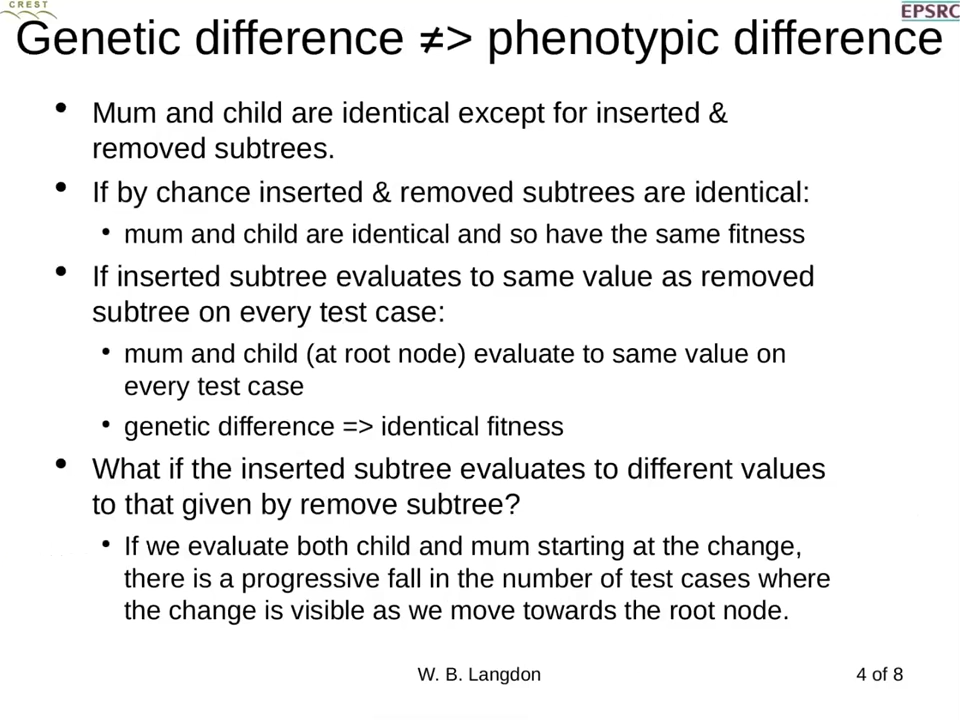 CREST
EPSRC
Genetic difference ≠> phenotypic difference
• Mum and child are identical except for inserted &
removed subtrees.
• If by chance inserted & removed subtrees are identical:
• mum and child are identical and so have the same fitness
• If inserted subtree evaluates to same value as removed
subtree on every test case:
• mum and child (at root node) evaluate to same value on
every test case
• genetic difference => identical fitness
• What if the inserted subtree evaluates to different values
to that given by remove subtree?
• If we evaluate both child and mum starting at the change,
there is a progressive fall in the number of test cases where
the change is visible as we move towards the root node.
W. B. Langdon
4 of 8